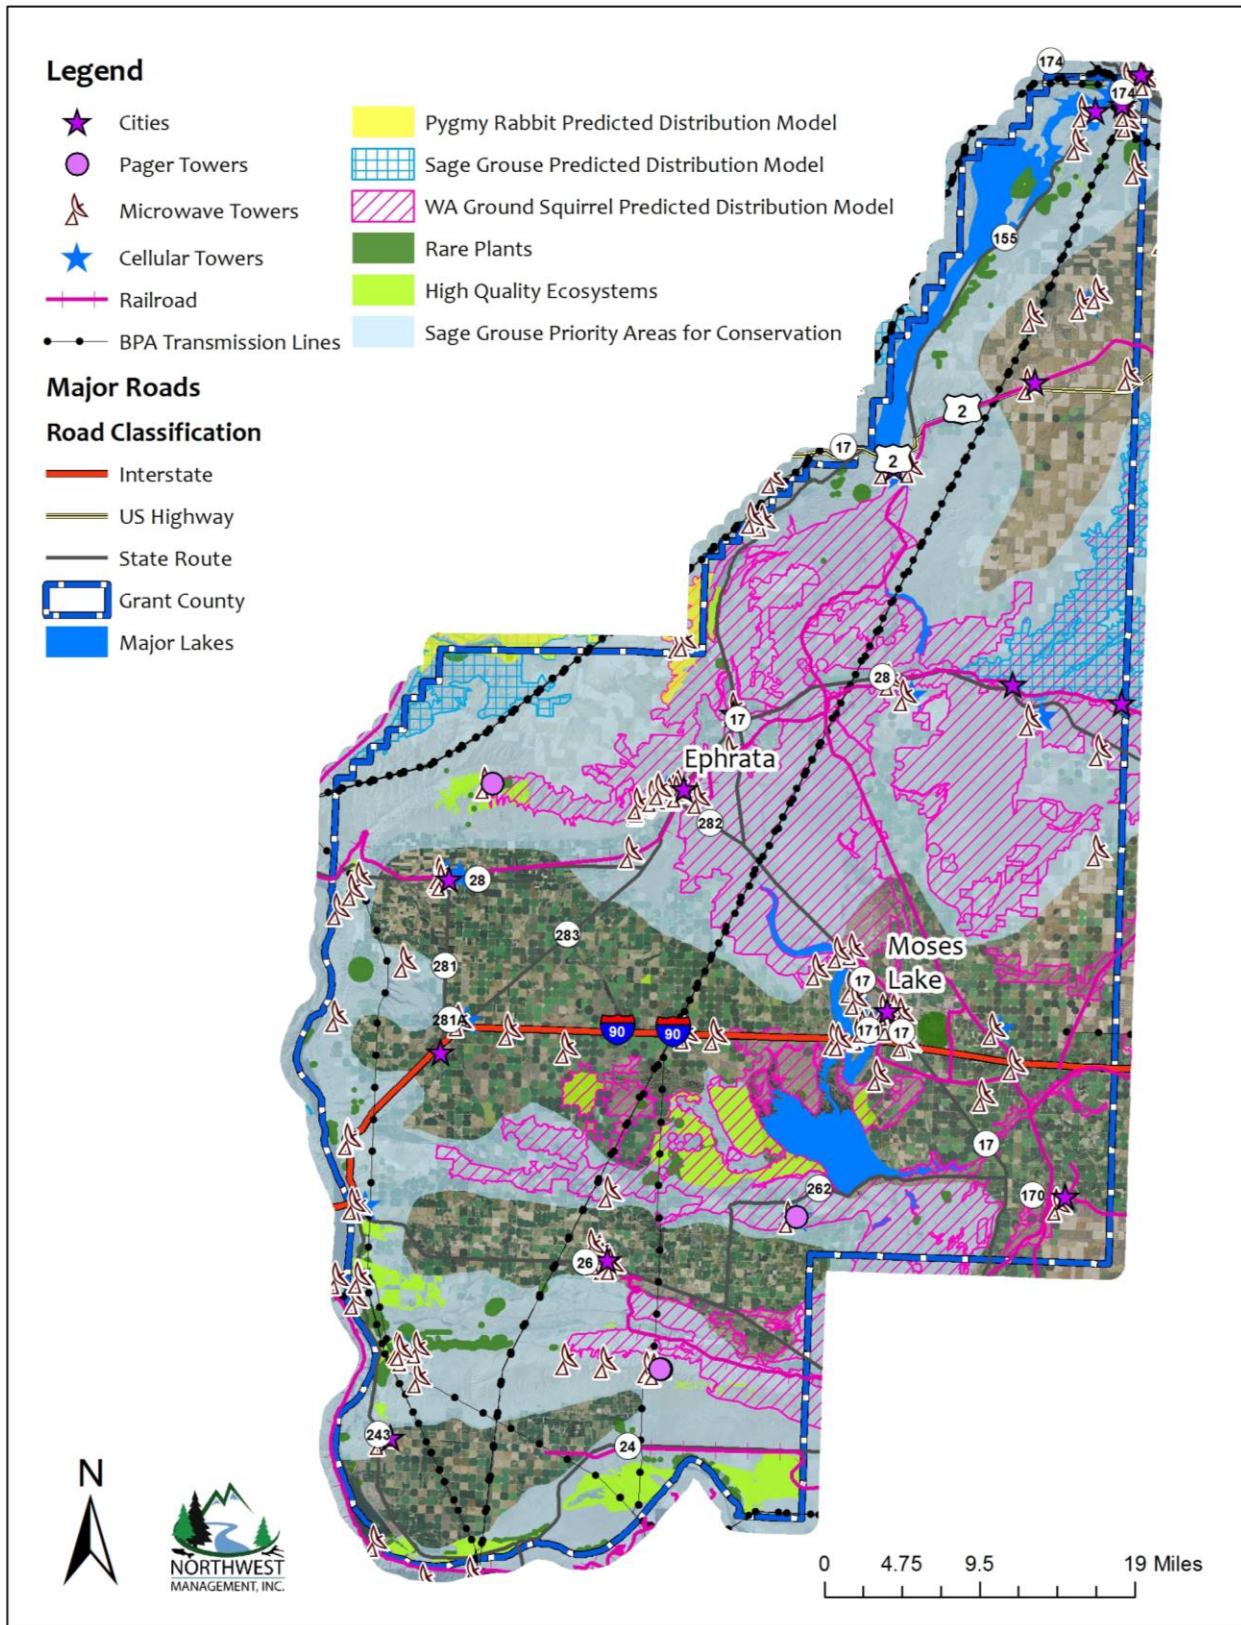 Legend
Cities
Pager Towers
Microwave Towers
Cellular Towers
Railroad
BPA Transmission Lines
Pygmy Rabbit Predicted Distribution Model
Sage Grouse Predicted Distribution Model
WA Ground Squirrel Predicted Distribution Model
Rare Plants
High Quality Ecosystems
Sage Grouse Priority Areas for Conservation
Major Roads
Road Classification
Interstate
US Highway
State Route
Grant County
Major Lakes
174
174
155
2
17
2
28
17
Ephrata
282
28
283
Moses
Lake
281
17
281A
90
90
171
17
17
262
170
26
243
24
N
NORTHWEST
MANAGEMENT, INC.
0 4.75 9.5 19 Miles